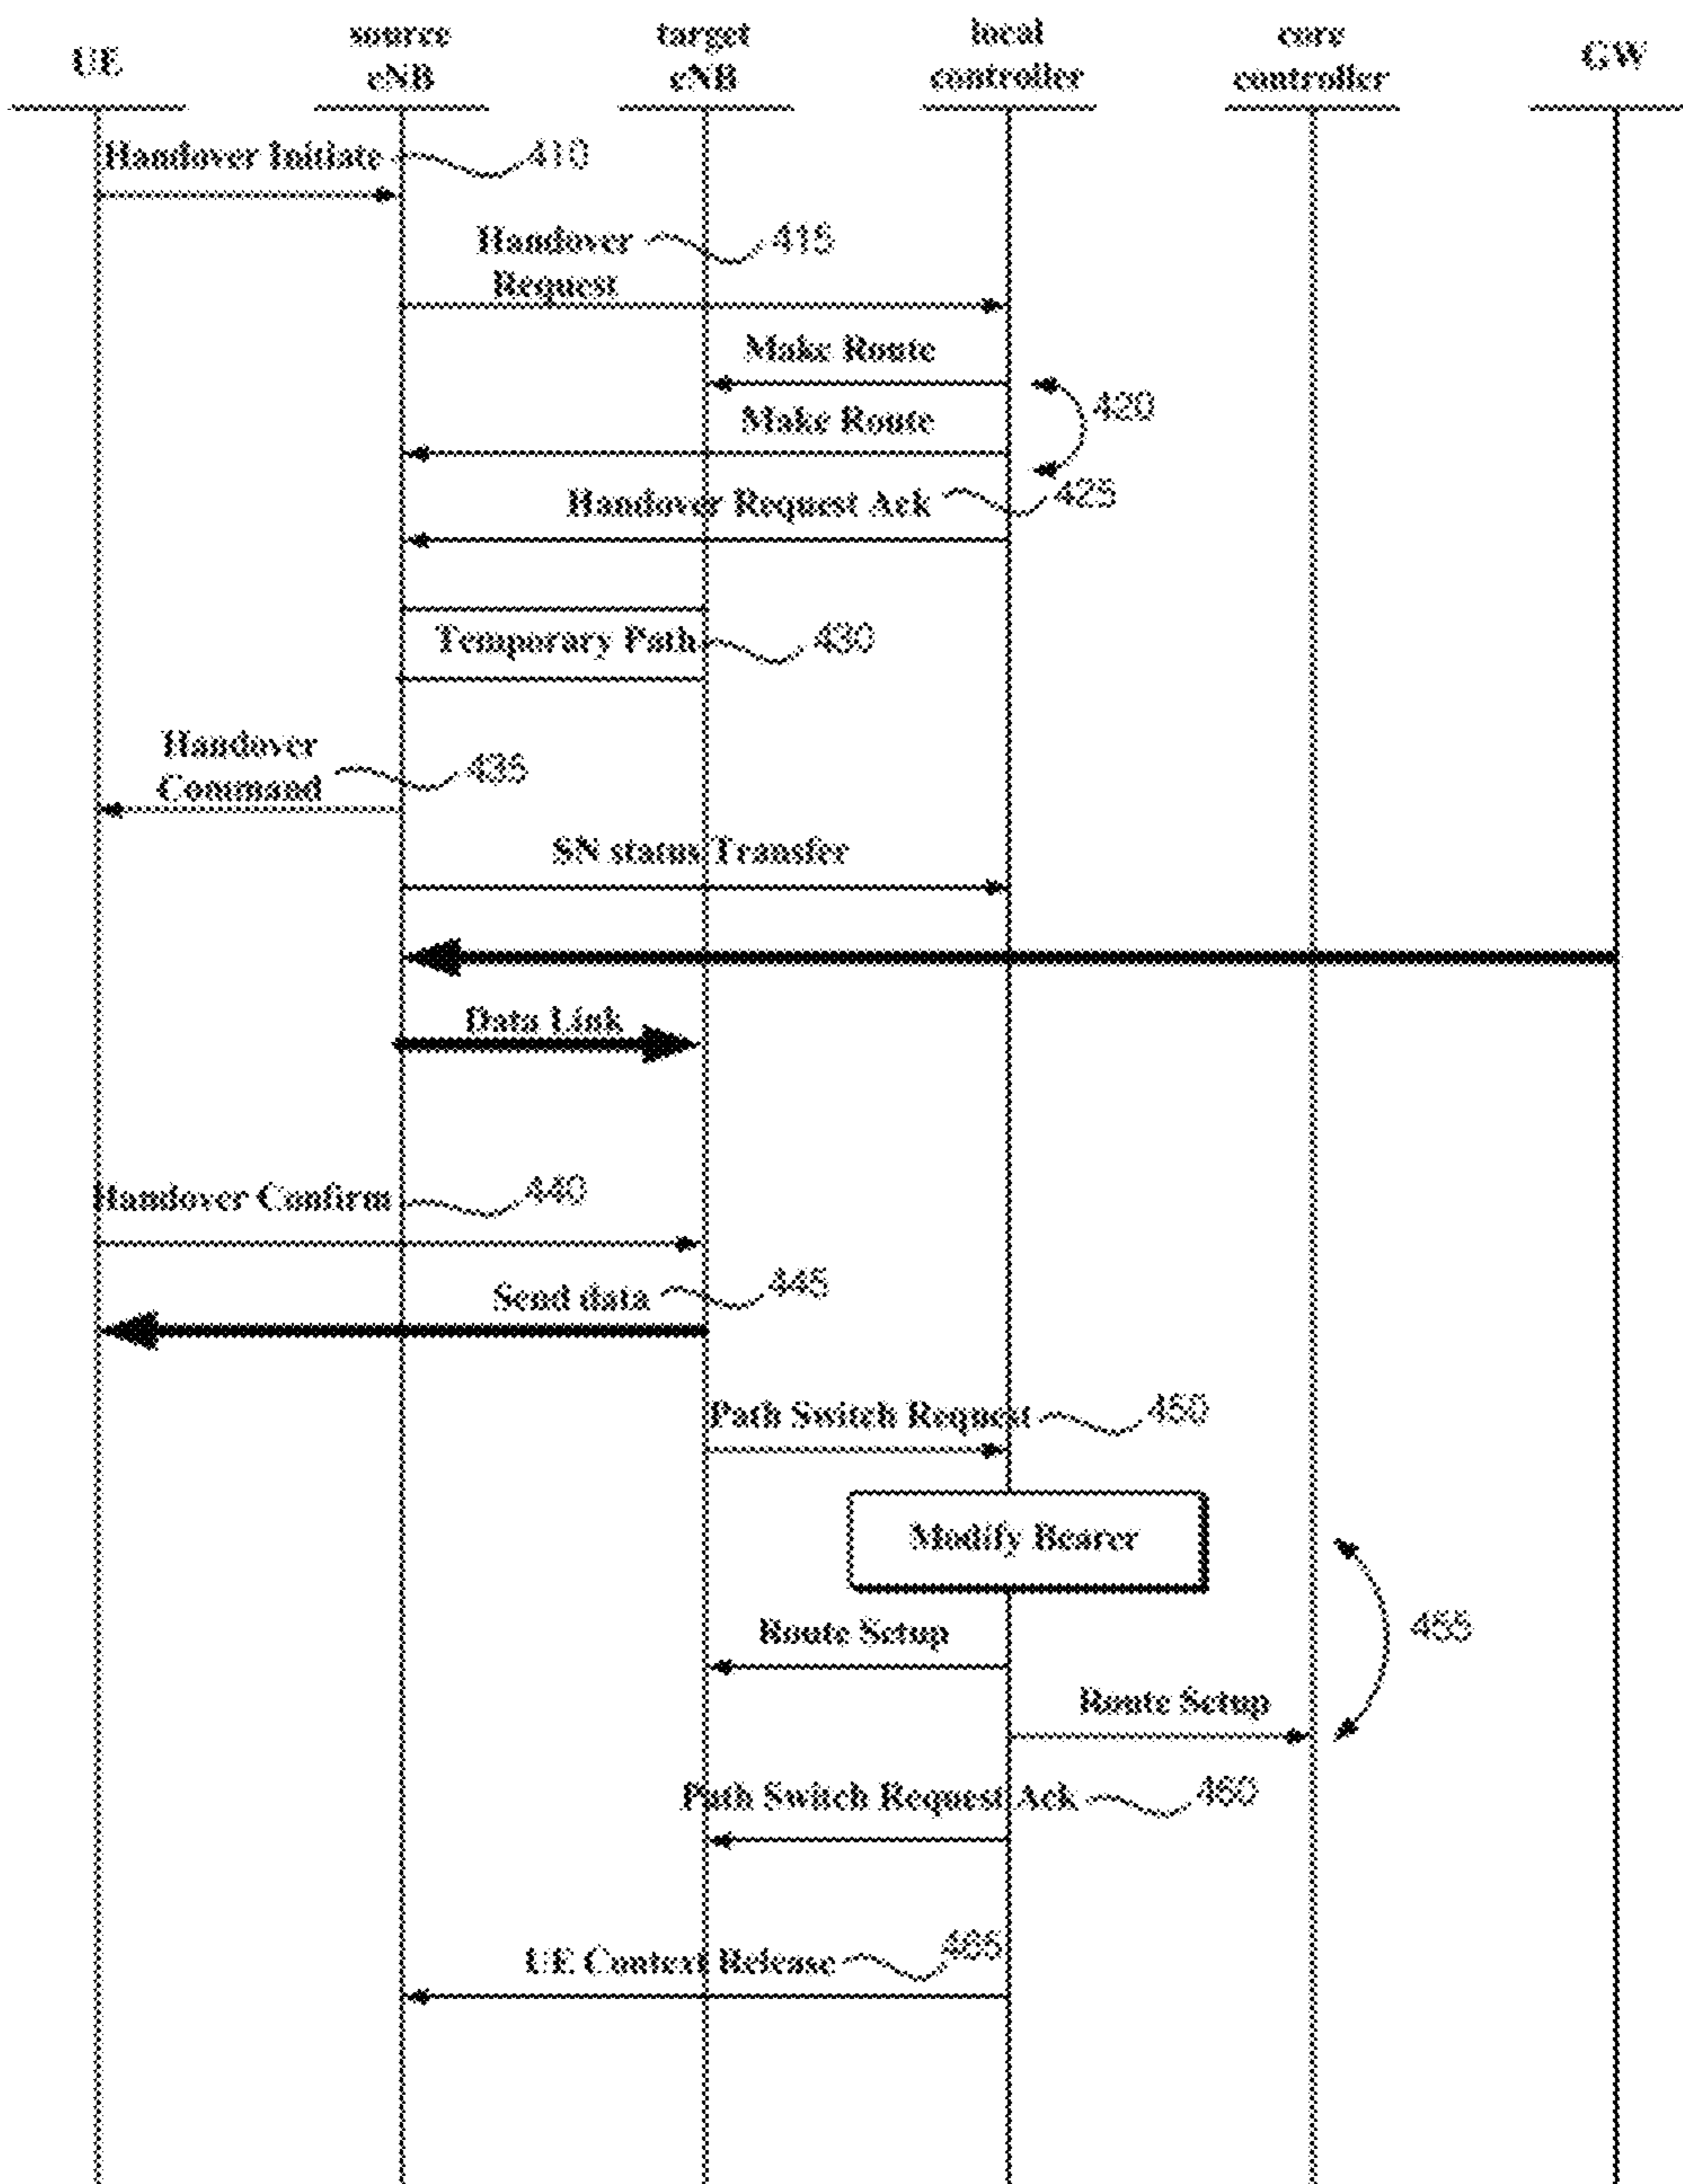 UE
source
eNB
target
eNB
local
controller
core
controller
GW
Handover Initiate 410
Handover 415
Request
Make Route
420
Make Route
Handover Request Ack 425
Temporary Path 430
Handover
Command 435
SN status Transfer
Data Link
Handover Confirm 440
Send data 445
Path Switch Request 450
Modify Bearer
455
Route Setup
Route Setup
Path Switch Request Ack 460
UE Context Release 465